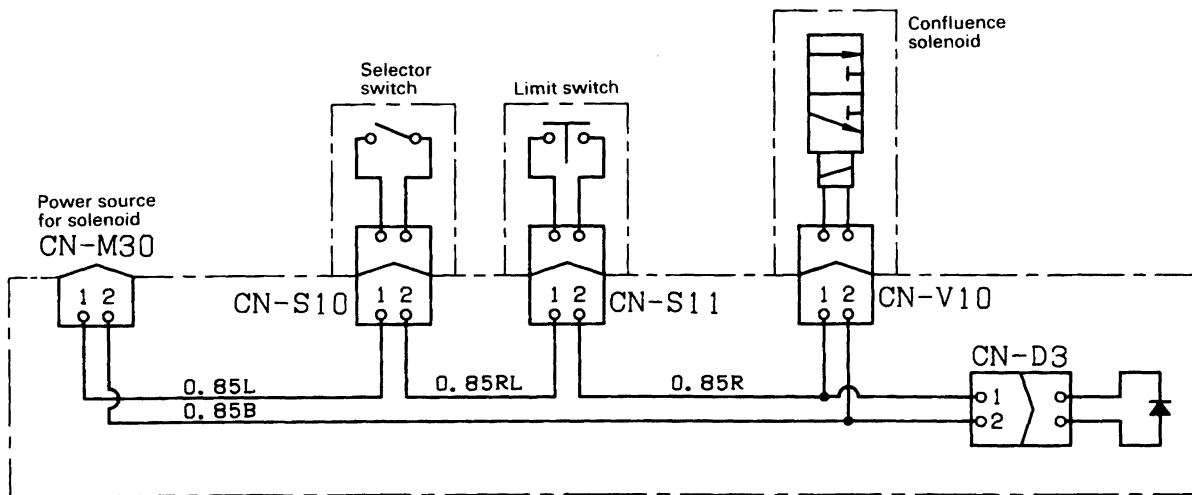 Confluence
solenoid
Selector
switch
Limit switch
Power source
for solenoid
CN-M30
1 2
CN-S10
1 2
1 2
CN-S11
1 2
CN-V10
CN-D3
0.85L
0.85RL
0.85R
1
0.85B
2